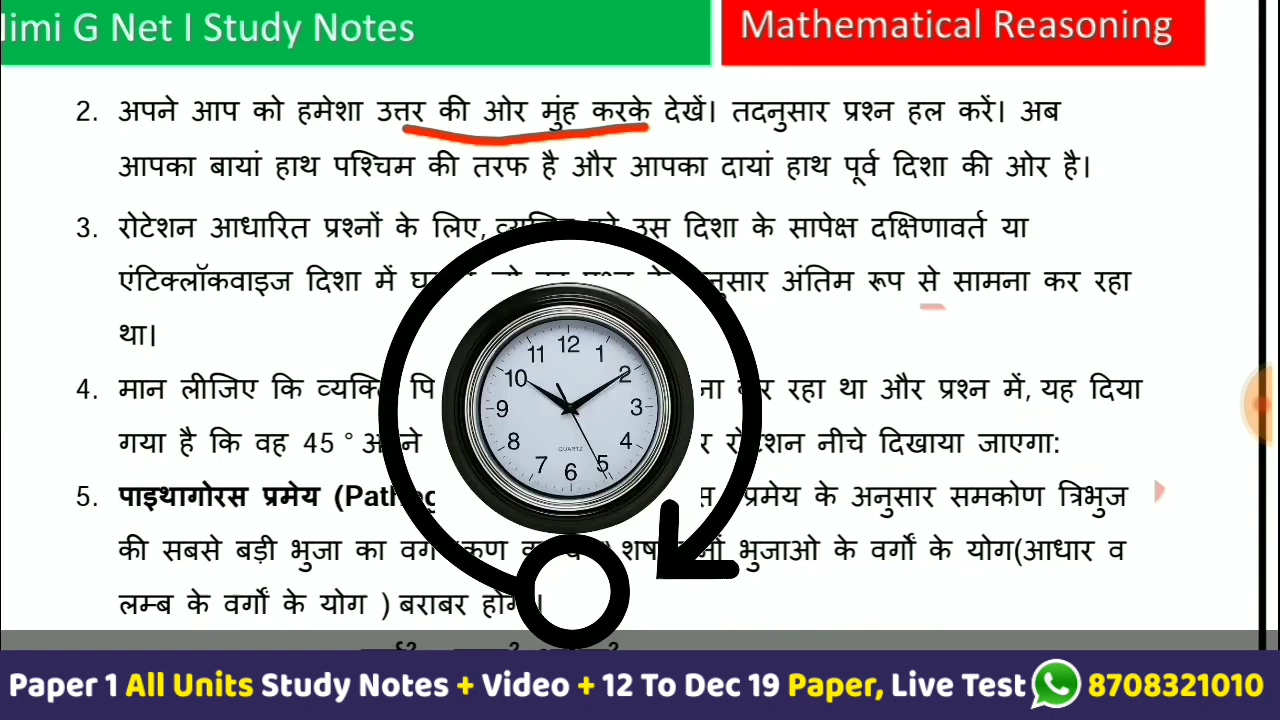 limi G Net I Study Notes
Mathematical Reasoning
2. अपने आप को हमेशा उत्तर की ओर मुंह करके देखें। तदनुसार प्रश्न हल करें। अब
आपका बायां हाथ पश्चिम की तरफ है और आपका दायां हाथ पूर्व दिशा की ओर है।
3. रोटेशन आधारित प्रश्नों के लिए, उस दिशा के सापेक्ष दक्षिणावर्त या
एंटिक्लॉकवाइज दिशा में अंतिम रूप से सामना कर रहा
था।
4. मान लीजिए कि कर रहा था और प्रश्न में, यह दिया
गया है कि वह 45° नीचे दिखाया जाएगा:
5. पाइथागोरस प्रमेय प्रमेय के अनुसार समकोण त्रिभुज
की सबसे बड़ी भुजा का भुजाओ के वर्गों के योग(आधार व
लम्ब के वर्गों के योग ) बराबर
12
11 1
10 2
9 3
8 4
QUARTZ
7 5
6
Paper 1 All Units Study Notes + Video + 12 To Dec 19 Paper, Live Test 8708321010